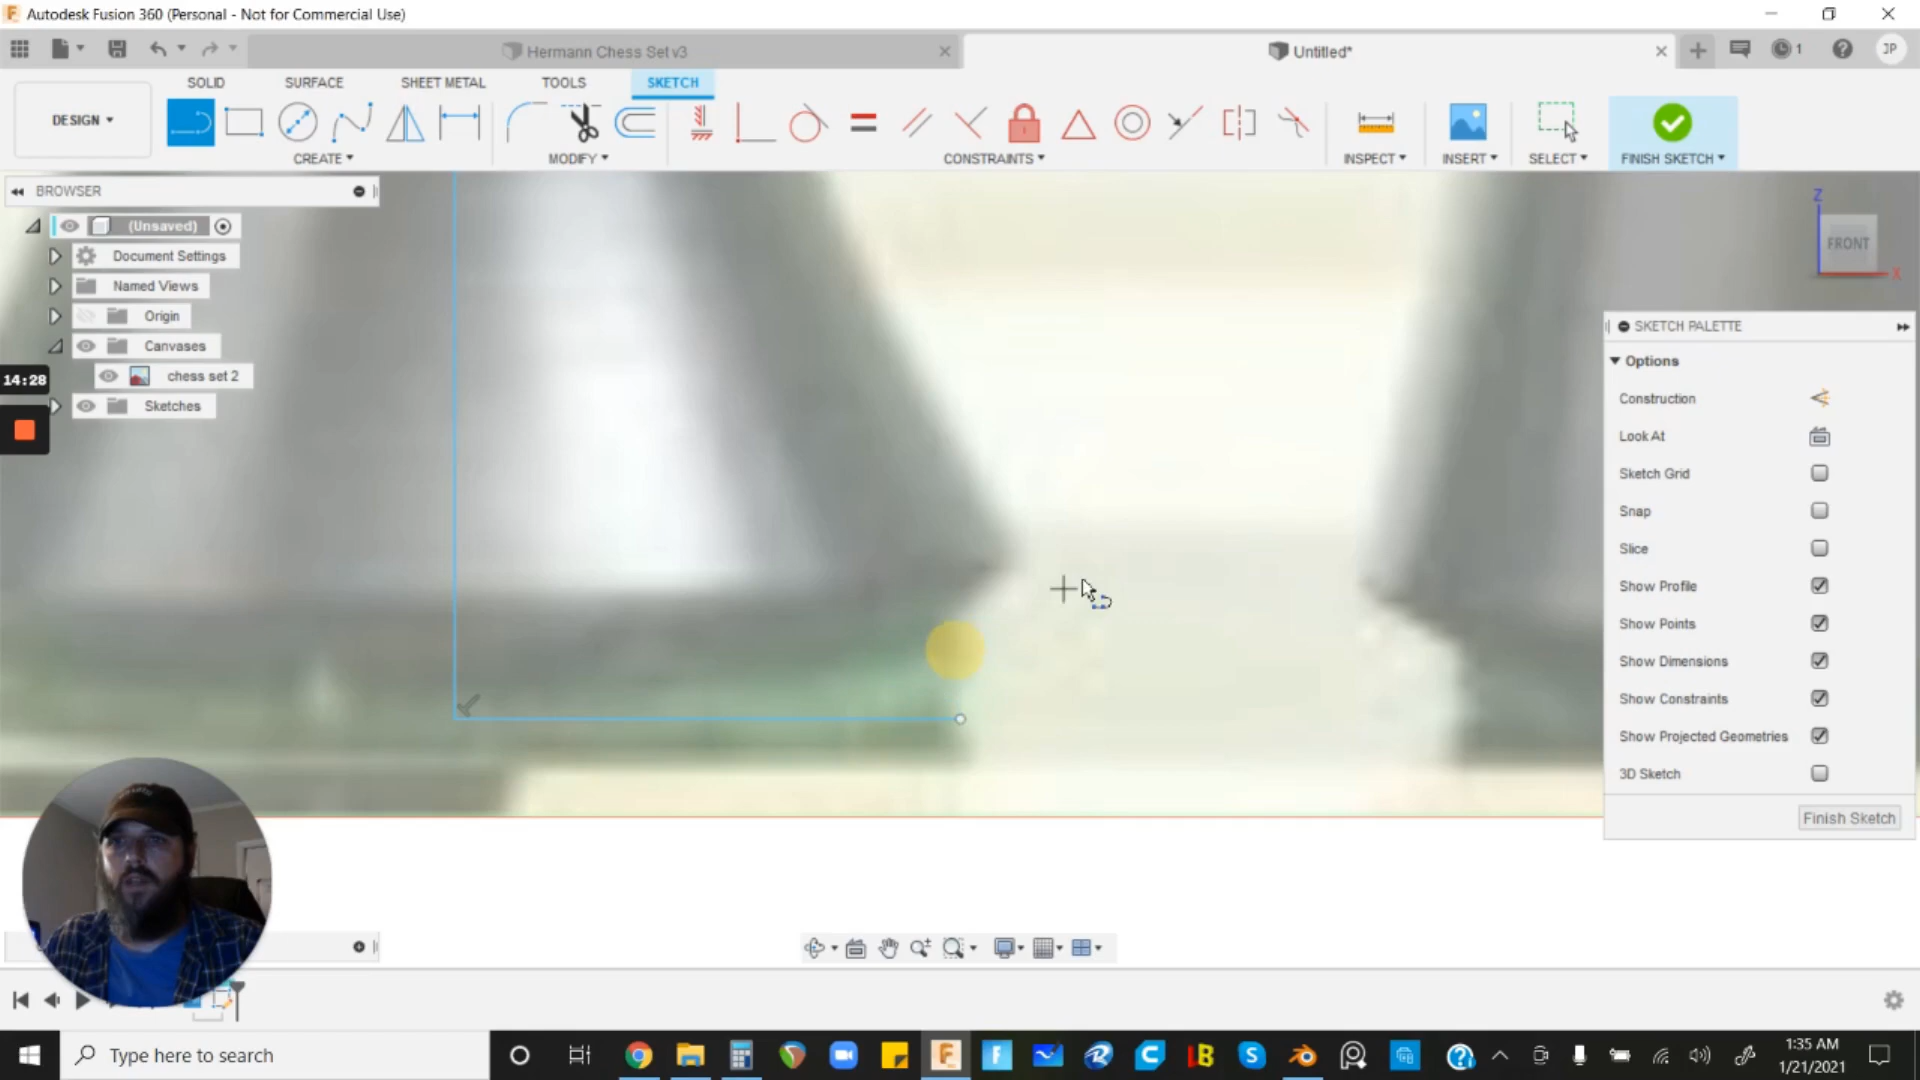 Autodesk Fusion 360 (Personal - Not for Commercial Use)
Hermann Chess Set v3
Untitled*
1
JP
SOLID
SURFACE
SHEET METAL
TOOLS
SKETCH
DESIGN
CREATE
MODIFY
CONSTRAINTS
INSPECT
INSERT
SELECT
FINISH SKETCH
BROWSER
(Unsaved)
Document Settings
Named Views
Origin
Canvases
chess set 2
Sketches
14:28
Z
FRONT
X
SKETCH PALETTE
Options
Construction
Look At
Sketch Grid
Snap
Slice
Show Profile
Show Points
Show Dimensions
Show Constraints
Show Projected Geometries
3D Sketch
Finish Sketch
Type here to search
1:35 AM
1/21/2021